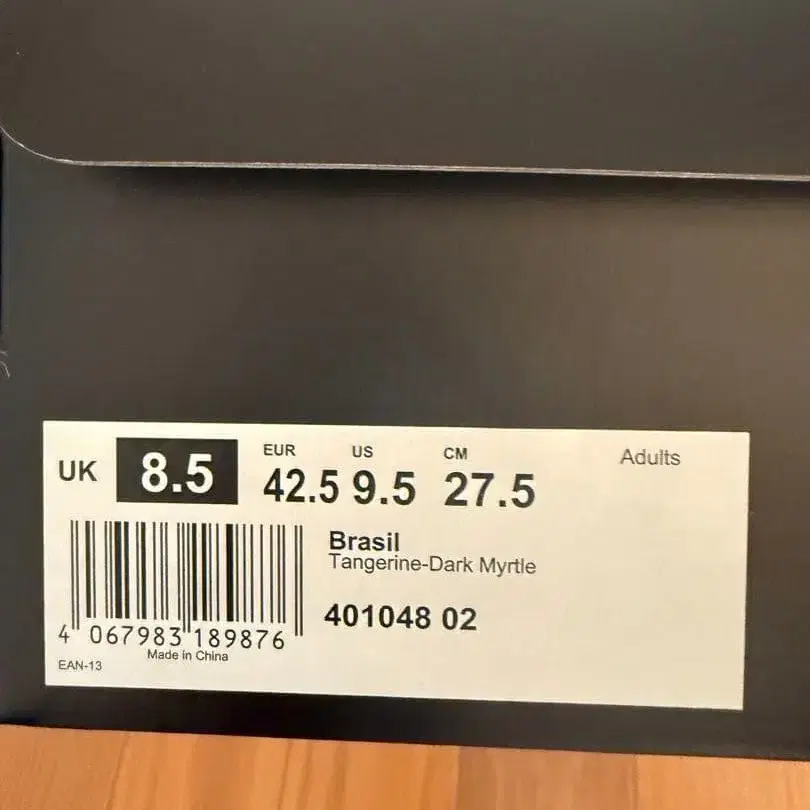 UK 8.5
EUR US CM Adults
42.5 9.5 27.5
Brasil
Tangerine-Dark Myrtle
401048 02
4 067983 189876
Made in China
EAN-13